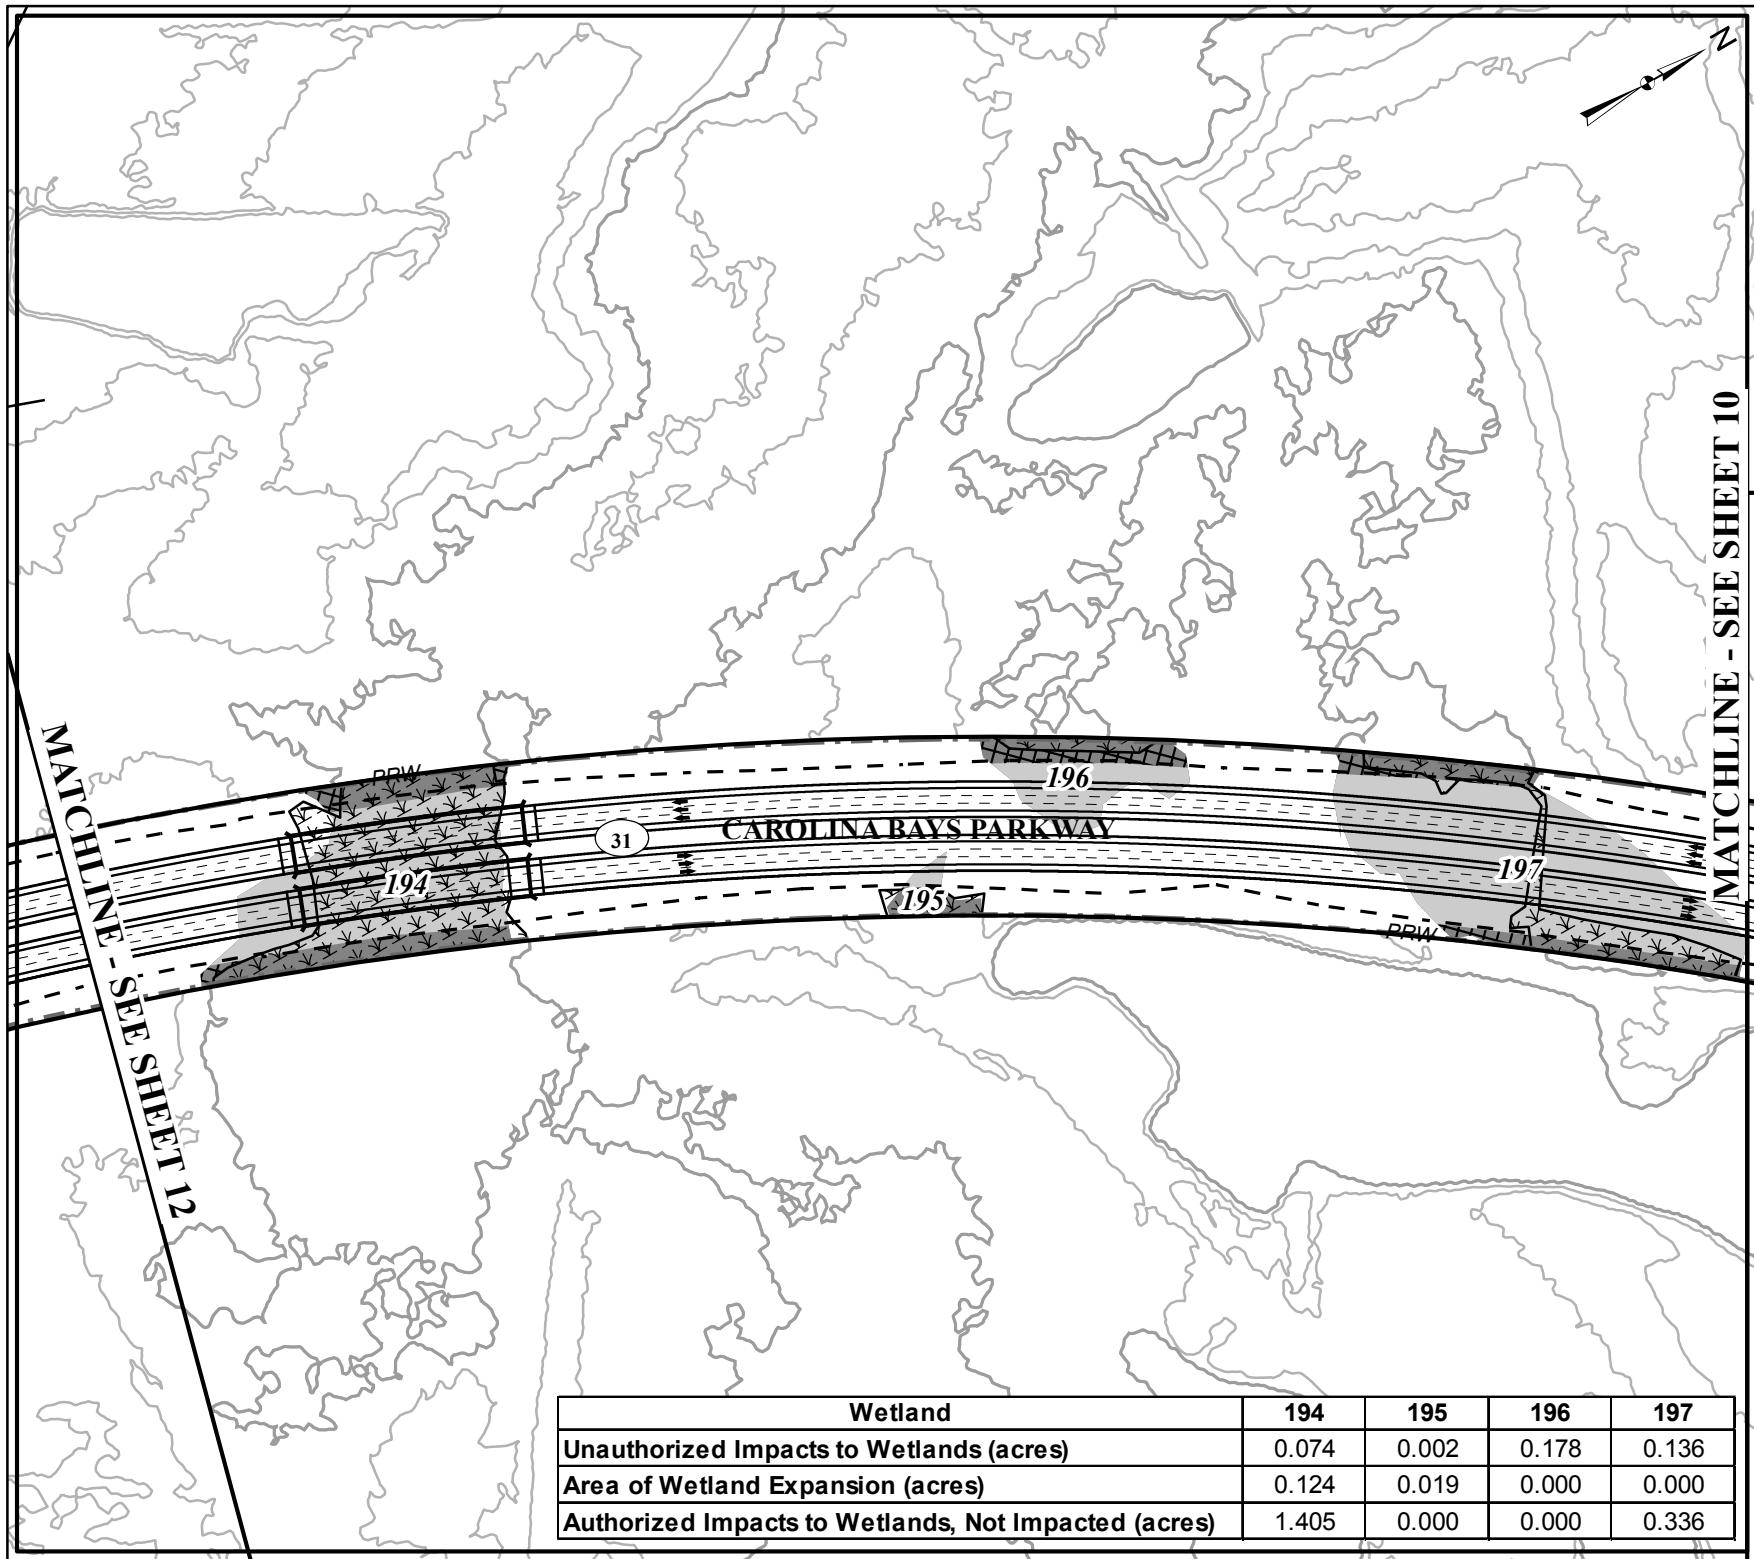 N
MATCHLINE - SEE SHEET 10
MATCHLINE - SEE SHEET 12
PRW
196
31
CAROLINA BAYS PARKWAY
194
197
195
PRW
Wetland 194 195 196 197
Unauthorized Impacts to Wetlands (acres) 0.074 0.002 0.178 0.136
Area of Wetland Expansion (acres) 0.124 0.019 0.000 0.000
Authorized Impacts to Wetlands, Not Impacted (acres) 1.405 0.000 0.000 0.336